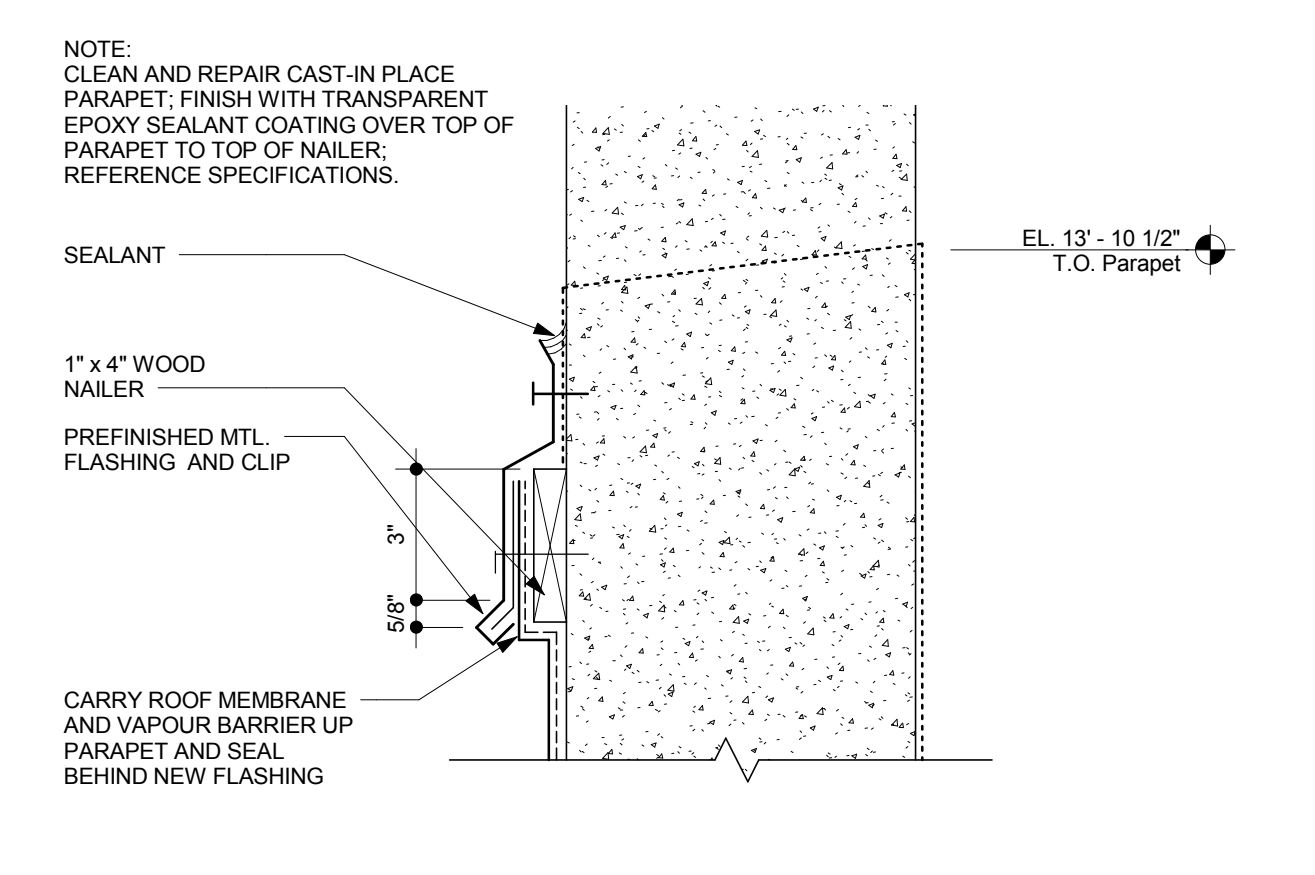 NOTE:
CLEAN AND REPAIR CAST-IN PLACE
PARAPET; FINISH WITH TRANSPARENT
EPOXY SEALANT COATING OVER TOP OF
PARAPET TO TOP OF NAILER;
REFERENCE SPECIFICATIONS.
EL. 13' - 10 1/2"
T.O. Parapet
SEALANT
1" x 4" WOOD
NAILER
PREFINISHED MTL.
FLASHING AND CLIP
3"
5/8"
CARRY ROOF MEMBRANE
AND VAPOUR BARRIER UP
PARAPET AND SEAL
BEHIND NEW FLASHING